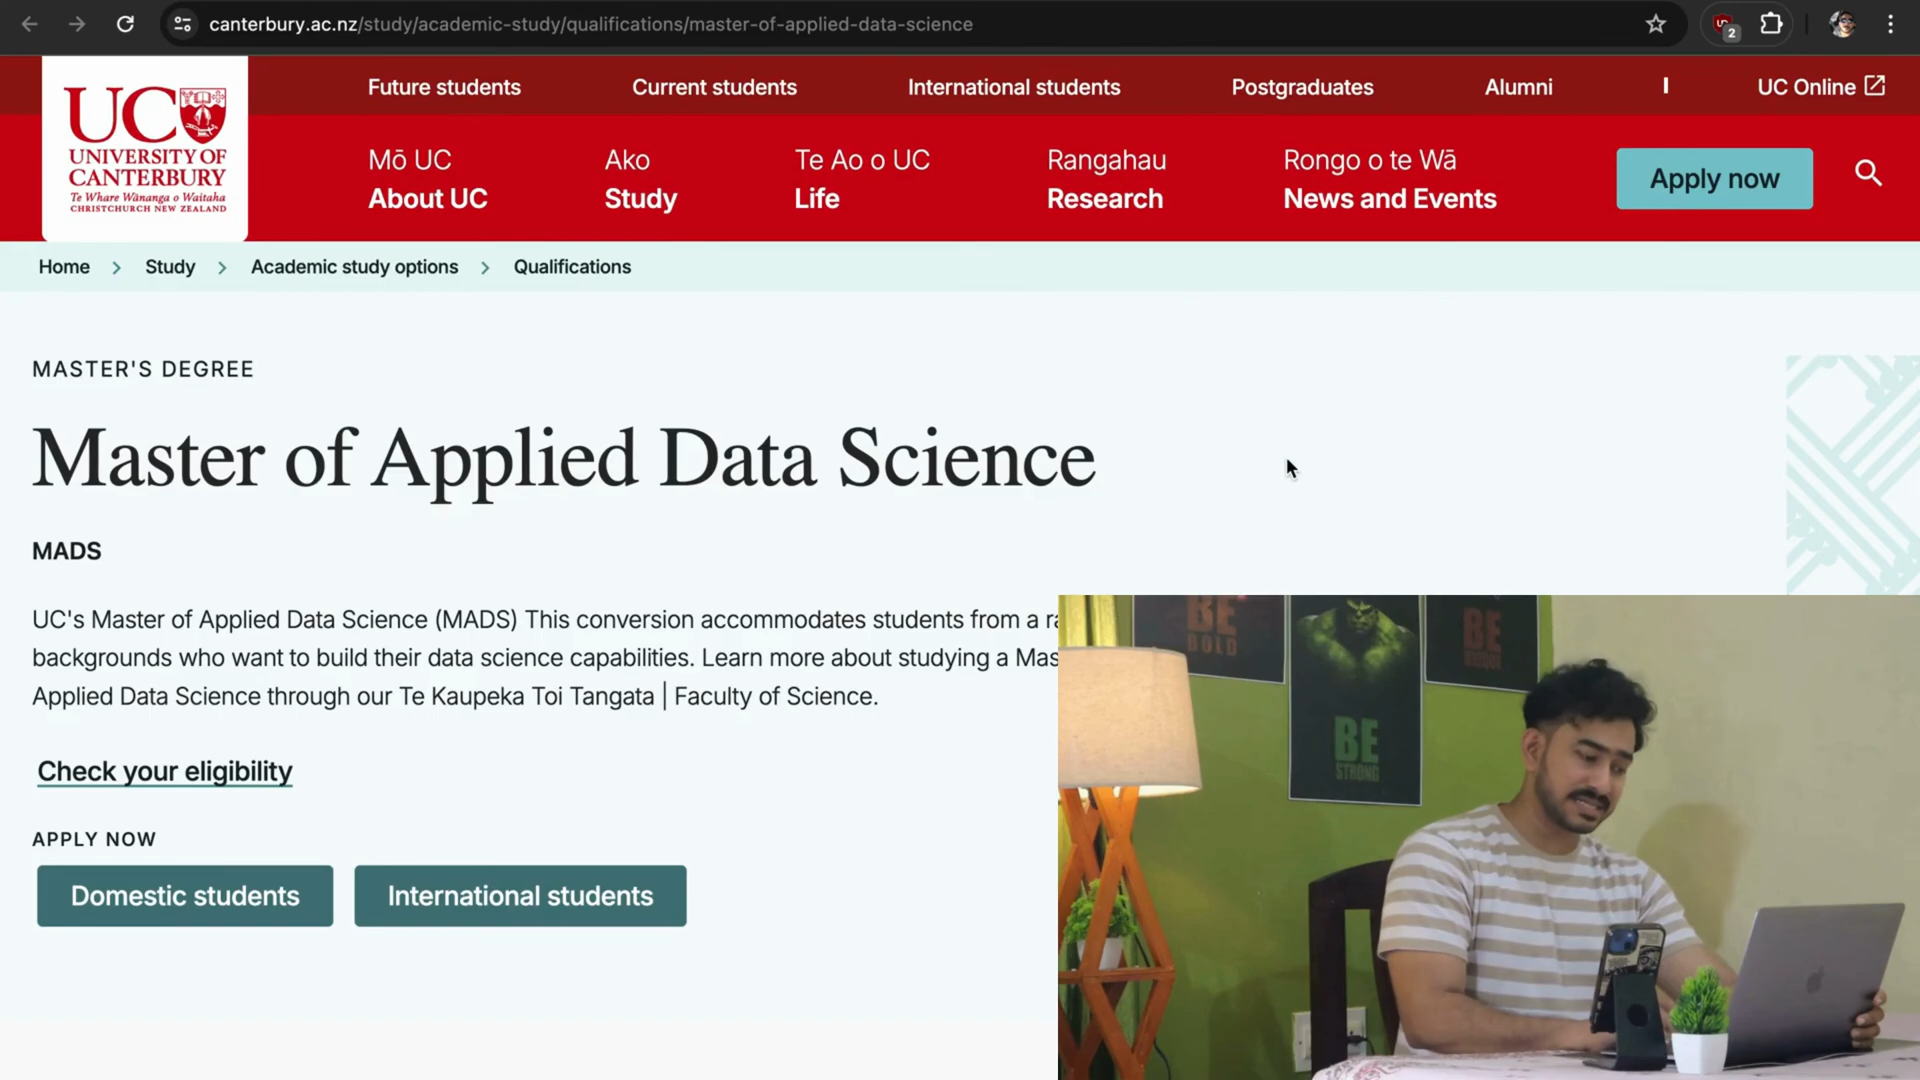 canterbury.ac.nz/study/academic-study/qualifications/master-of-applied-data-science
2
Future students
Current students
International students
Postgraduates
Alumni
UC Online
UC
UNIVERSITY OF
CANTERBURY
Te Whare Wānanga o Waitaha
CHRISTCHURCH NEW ZEALAND
Mō UC
About UC
Ako
Study
Te Ao o UC
Life
Rangahau
Research
Rongo o te Wā
News and Events
Apply now
Home
Study
Academic study options
Qualifications
MASTER'S DEGREE
Master of Applied Data Science
MADS
UC's Master of Applied Data Science (MADS) This conversion accommodates students from a
backgrounds who want to build their data science capabilities. Learn more about studying a
Applied Data Science through our Te Kaupeka Toi Tangata | Faculty of Science.
Check your eligibility
APPLY NOW
Domestic students
International students
BE
BOLD
BE
STRONG
BE